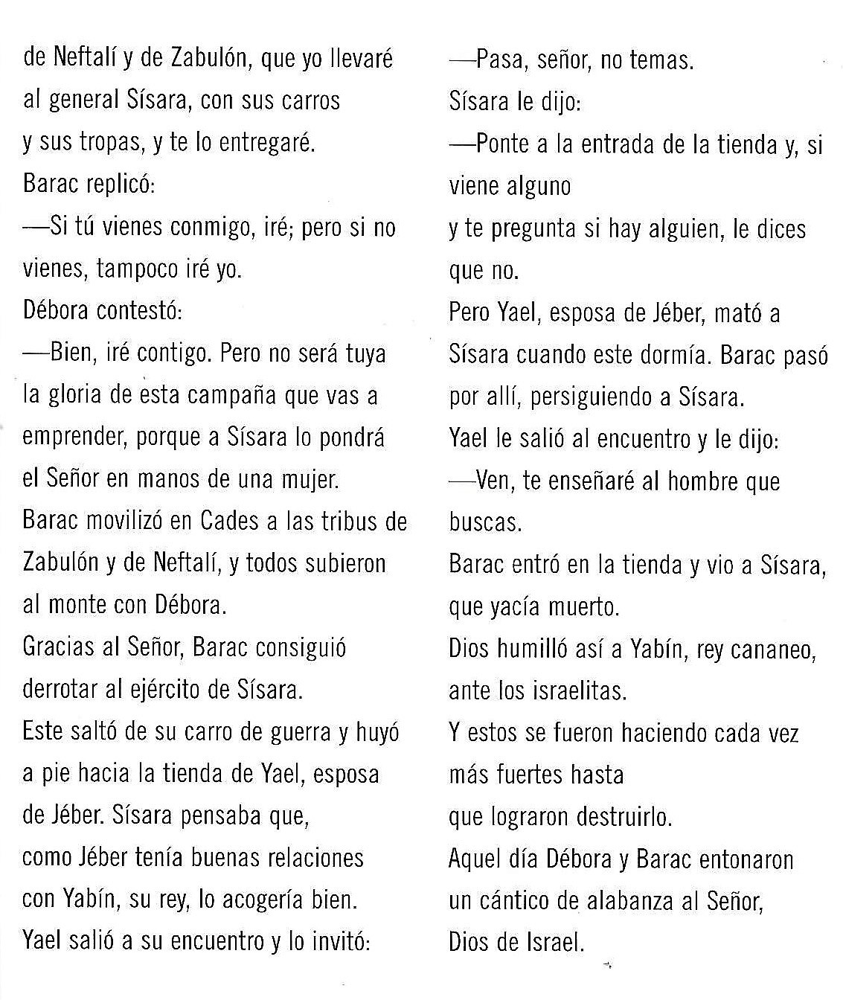 de Neftalí y de Zabulón, que yo llevaré
al general Sísara, con sus carros
y sus tropas, y te lo entregaré.
Barac replicó:
—Si tú vienes conmigo, iré; pero si no
vienes, tampoco iré yo.
Débora contestó:
—Bien, iré contigo. Pero no será tuya
la gloria de esta campaña que vas a
emprender, porque a Sísara lo pondrá
el Señor en manos de una mujer.
Barac movilizó en Cades a las tribus de
Zabulón y de Neftalí, y todos subieron
al monte con Débora.
Gracias al Señor, Barac consiguió
derrotar al ejército de Sísara.
Este saltó de su carro de guerra y huyó
a pie hacia la tienda de Yael, esposa
de Jéber. Sísara pensaba que,
como Jéber tenía buenas relaciones
con Yabín, su rey, lo acogería bien.
Yael salió a su encuentro y lo invitó:
—Pasa, señor, no temas.
Sísara le dijo:
—Ponte a la entrada de la tienda y, si
viene alguno
y te pregunta si hay alguien, le dices
que no.
Pero Yael, esposa de Jéber, mató a
Sísara cuando este dormía. Barac pasó
por allí, persiguiendo a Sísara.
Yael le salió al encuentro y le dijo:
—Ven, te enseñaré al hombre que
buscas.
Barac entró en la tienda y vio a Sísara,
que yacía muerto.
Dios humilló así a Yabín, rey cananeo,
ante los israelitas.
Y estos se fueron haciendo cada vez
más fuertes hasta
que lograron destruirlo.
Aquel día Débora y Barac entonaron
un cántico de alabanza al Señor,
Dios de Israel.